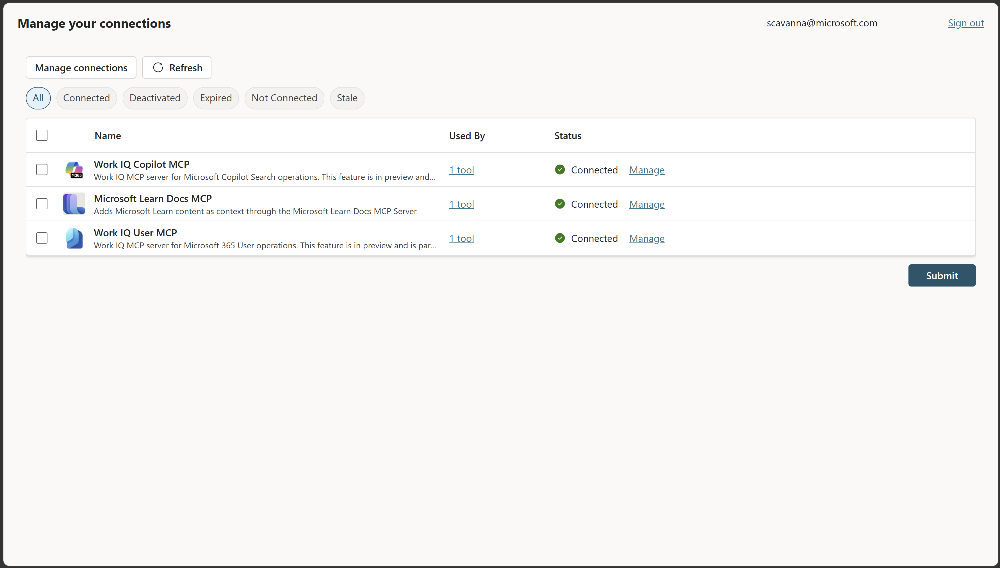 Manage your connections
scavanna@microsoft.com
Sign out
Manage connections
Refresh
All
Connected
Deactivated
Expired
Not Connected
Stale
Name
Used By
Status
M365
Work IQ Copilot MCP
Work IQ MCP server for Microsoft Copilot Search operations. This feature is in preview and...
1 tool
Connected
Manage
Microsoft Learn Docs MCP
Adds Microsoft Learn content as context through the Microsoft Learn Docs MCP Server
1 tool
Connected
Manage
Work IQ User MCP
Work IQ MCP server for Microsoft 365 User operations. This feature is in preview and is par...
1 tool
Connected
Manage
Submit